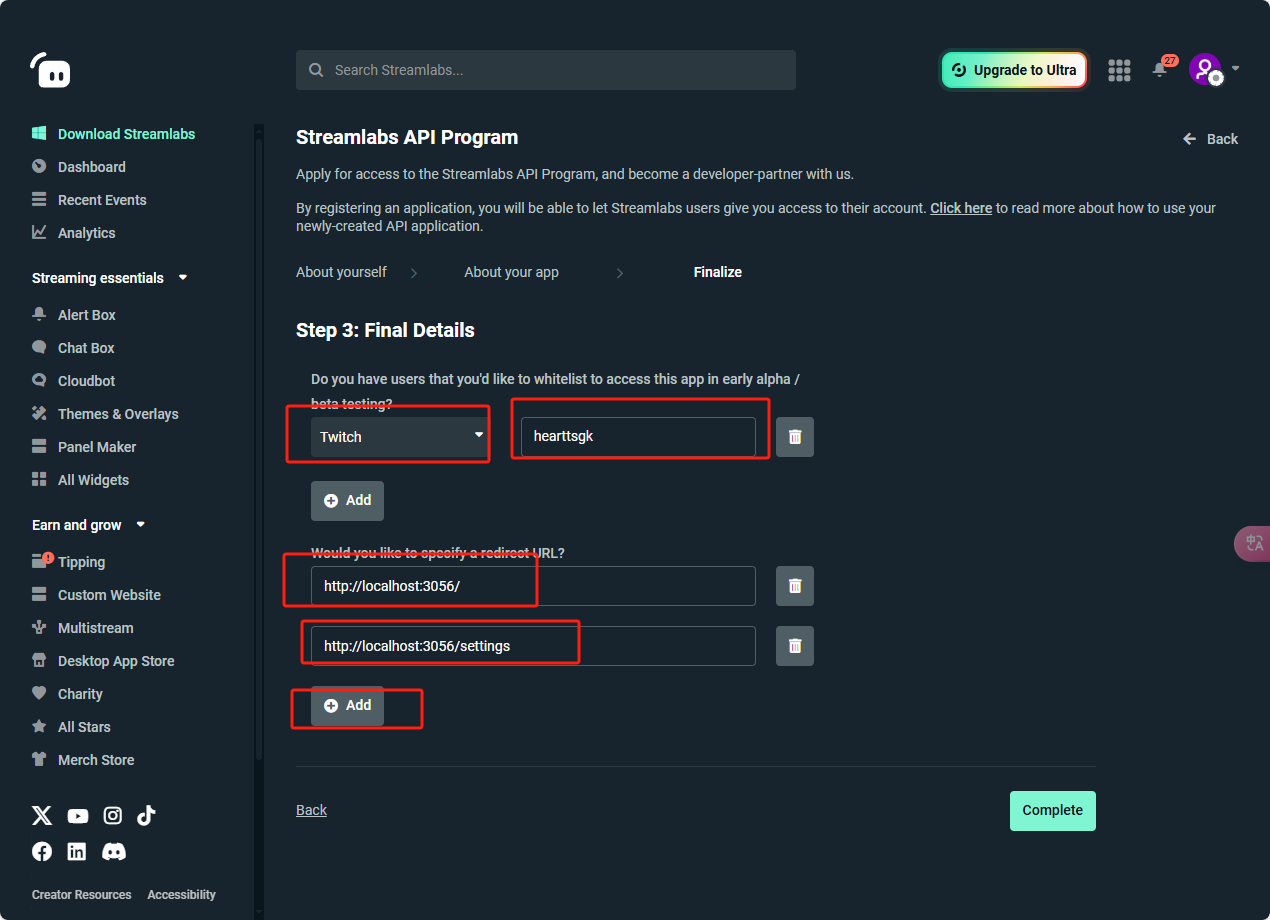 Search Streamlabs...
Upgrade to Ultra
27
Download Streamlabs
Dashboard
Recent Events
Analytics
Streaming essentials
Alert Box
Chat Box
Cloudbot
Themes & Overlays
Panel Maker
All Widgets
Earn and grow
Tipping
Custom Website
Multistream
Desktop App Store
Charity
All Stars
Merch Store
Creator Resources Accessibility
Streamlabs API Program
Back
Apply for access to the Streamlabs API Program, and become a developer-partner with us.
By registering an application, you will be able to let Streamlabs users give you access to their account. Click here to read more about how to use your
newly-created API application.
About yourself About your app Finalize
Step 3: Final Details
Do you have users that you'd like to whitelist to access this app in early alpha /
beta testing?
Twitch hearttsgk
Add
Would you like to specify a redirect URL?
http://localhost:3056/
http://localhost:3056/settings
Add
Back Complete
中A